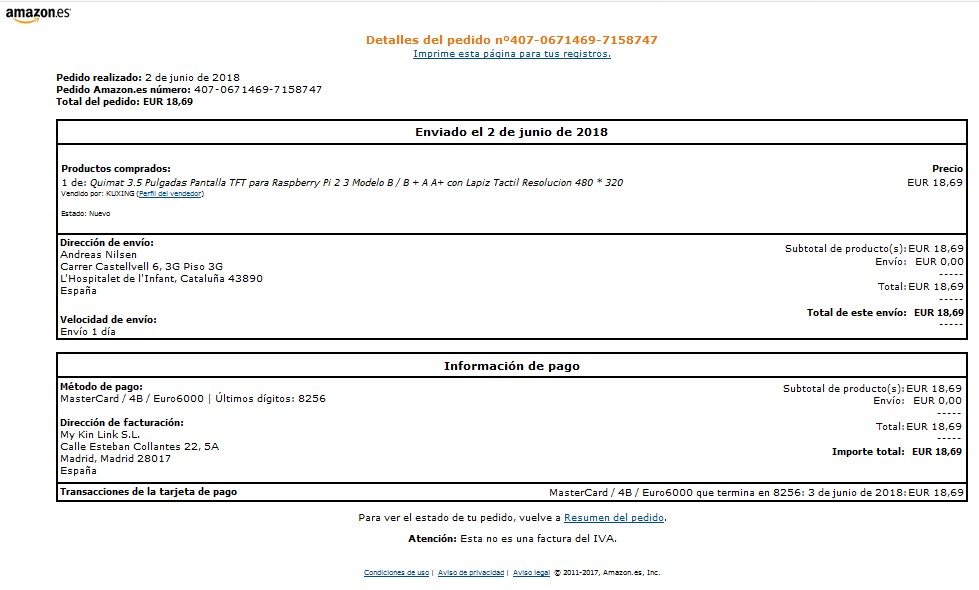 amazon.es
Detalles del pedido nº407-0671469-7158747
Imprime esta página para tus registros.
Pedido realizado: 2 de junio de 2018
Pedido Amazon.es número: 407-0671469-7158747
Total del pedido: EUR 18,69
Enviado el 2 de junio de 2018
Productos comprados: Precio
1 de: Quimat 3.5 Pulgadas Pantalla TFT para Raspberry Pi 2 3 Modelo B / B + A A+ con Lapiz Tactil Resolucion 480 * 320 EUR 18,69
Vendido por: KUXING (Perfil del vendedor)
Estado: Nuevo
Dirección de envío:
Andreas Nilsen
Carrer Castellvell 6, 3G Piso 3G
L'Hospitalet de l'Infant, Cataluña 43890
España
Velocidad de envío:
Envío 1 día
Subtotal de producto(s): EUR 18,69
Envío: EUR 0,00
-----
Total: EUR 18,69
-----
Total de este envío: EUR 18,69
-----
Información de pago
Método de pago:
MasterCard / 4B / Euro6000 | Últimos dígitos: 8256
Dirección de facturación:
My Kin Link S.L.
Calle Esteban Collantes 22, 5A
Madrid, Madrid 28017
España
Subtotal de producto(s): EUR 18,69
Envío: EUR 0,00
-----
Total: EUR 18,69
-----
Importe total: EUR 18,69
Transacciones de la tarjeta de pago MasterCard / 4B / Euro6000 que termina en 8256: 3 de junio de 2018: EUR 18,69
Para ver el estado de tu pedido, vuelve a Resumen del pedido.
Atención: Esta no es una factura del IVA.
Condiciones de uso | Aviso de privacidad | Aviso legal © 2011-2017, Amazon.es, Inc.